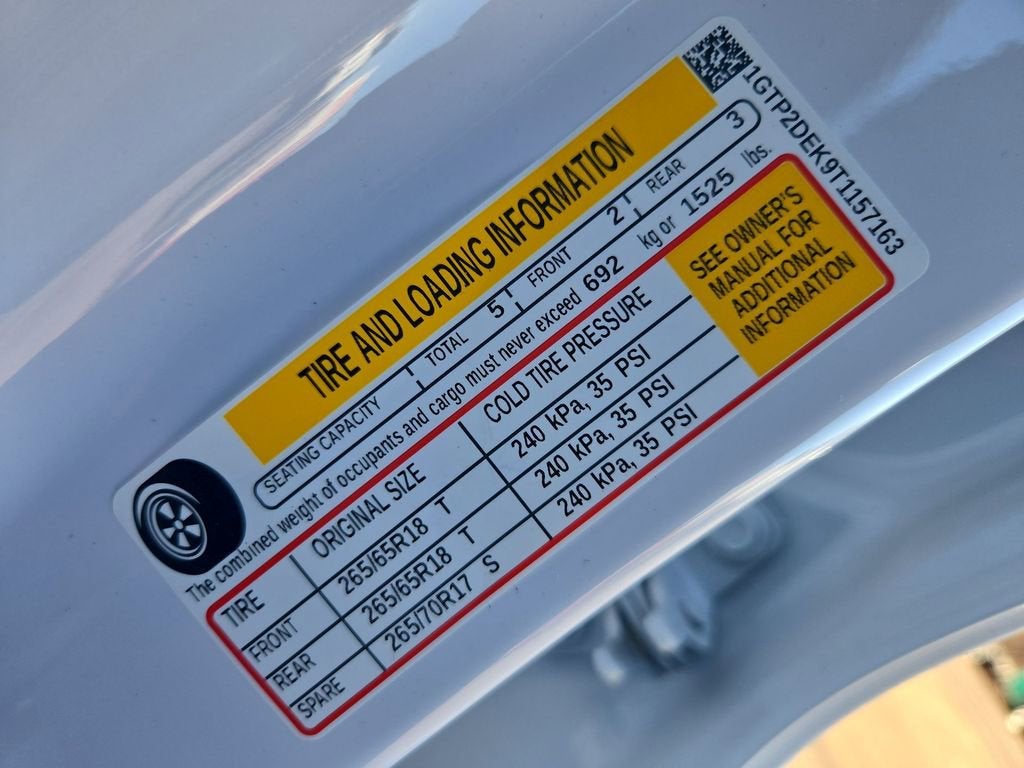 1GTP2DEK9T1157163
TIRE AND LOADING INFORMATION
SEATING CAPACITY TOTAL 5 FRONT 2 REAR 3
The combined weight of occupants and cargo must never exceed 692 kg or 1525 lbs.
TIRE ORIGINAL SIZE COLD TIRE PRESSURE
FRONT 265/65R18 T 240 kPa, 35 PSI
REAR 265/65R18 T 240 kPa, 35 PSI
SPARE 265/70R17 S 240 kPa, 35 PSI
SEE OWNER'S
MANUAL FOR
ADDITIONAL
INFORMATION